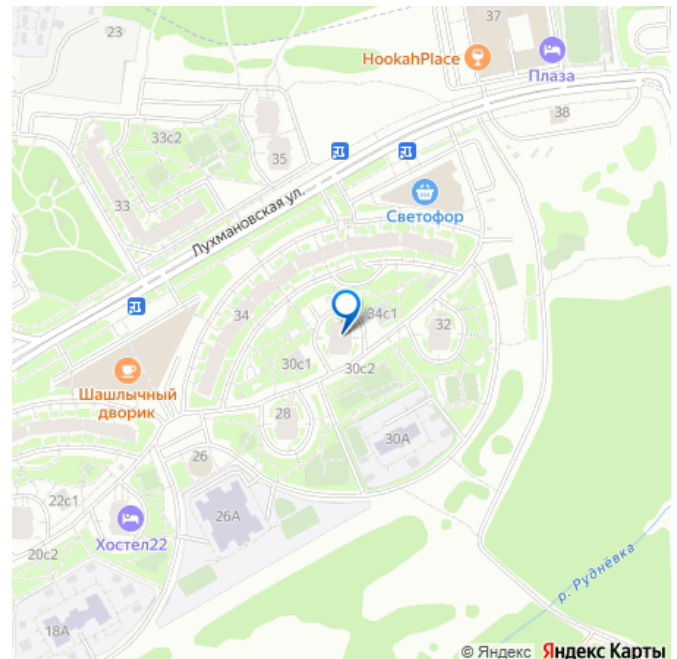 37
23
HookahPlace
Плаза
38
33с2
35
33
Лухмановская ул.
Светофор
34
34с1
32
30с1
30с2
Шашлычный
дворик
28
30А
26
22с1
26А
Хостел22
20с2
р. Руднёвка
18А
© Яндекс Яндекс Карты